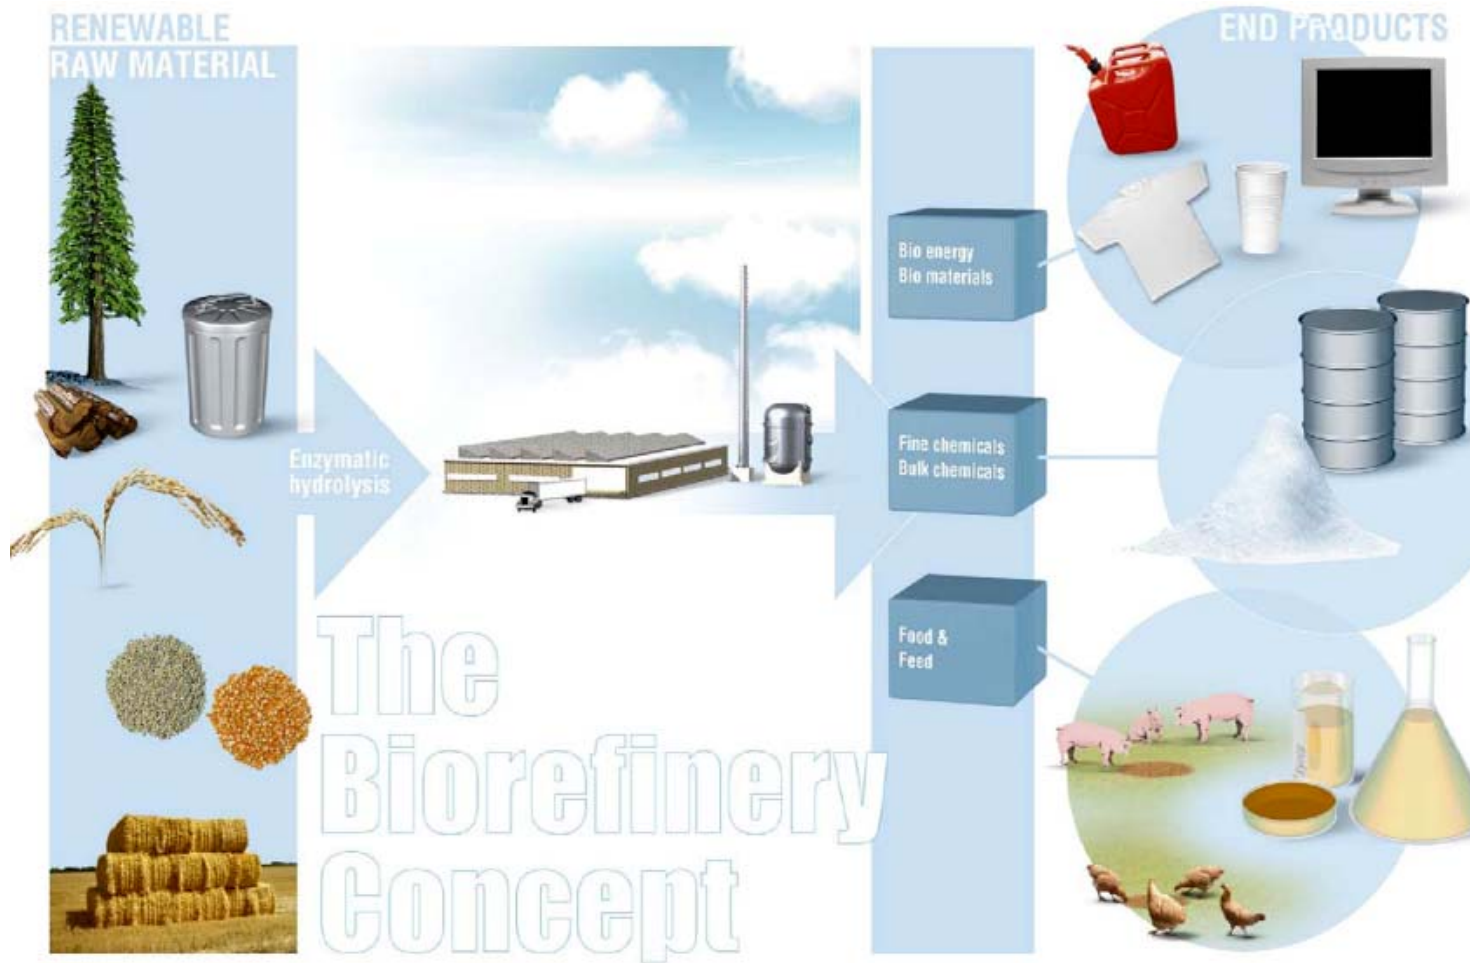 RENEWABLE
RAW MATERIAL
END PRODUCTS
Bio energy
Bio materials
Enzymatic
hydrolysis
Fine chemicals
Bulk chemicals
Food &
Feed
The
Biorefinery
Concept